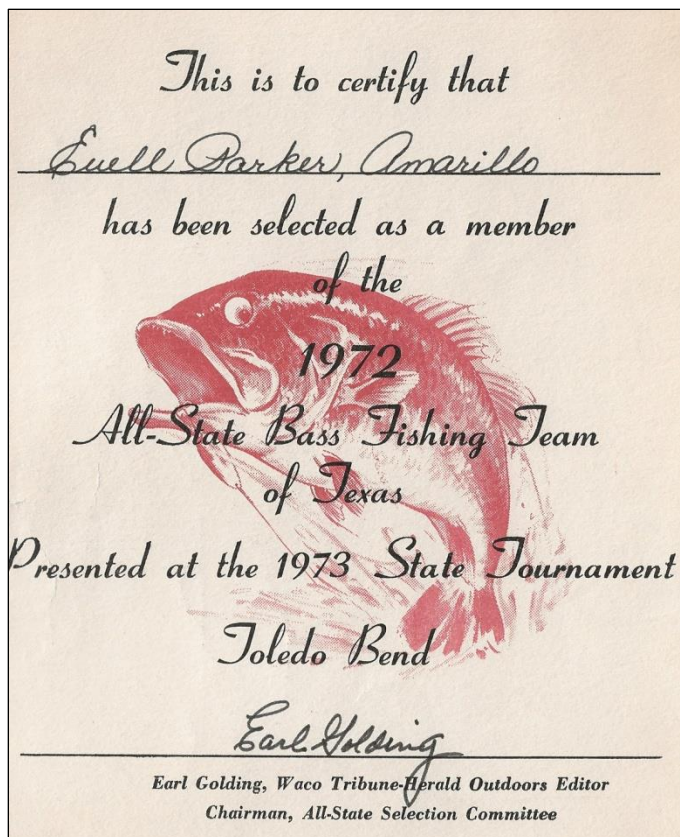 This is to certify that
Euell Parker, Amarillo
has been selected as a member
of the
1972
All-State Bass Fishing Team
of Texas
Presented at the 1973 State Tournament
Toledo Bend
Earl Golding
Earl Golding, Waco Tribune-Herald Outdoors Editor
Chairman, All-State Selection Committee